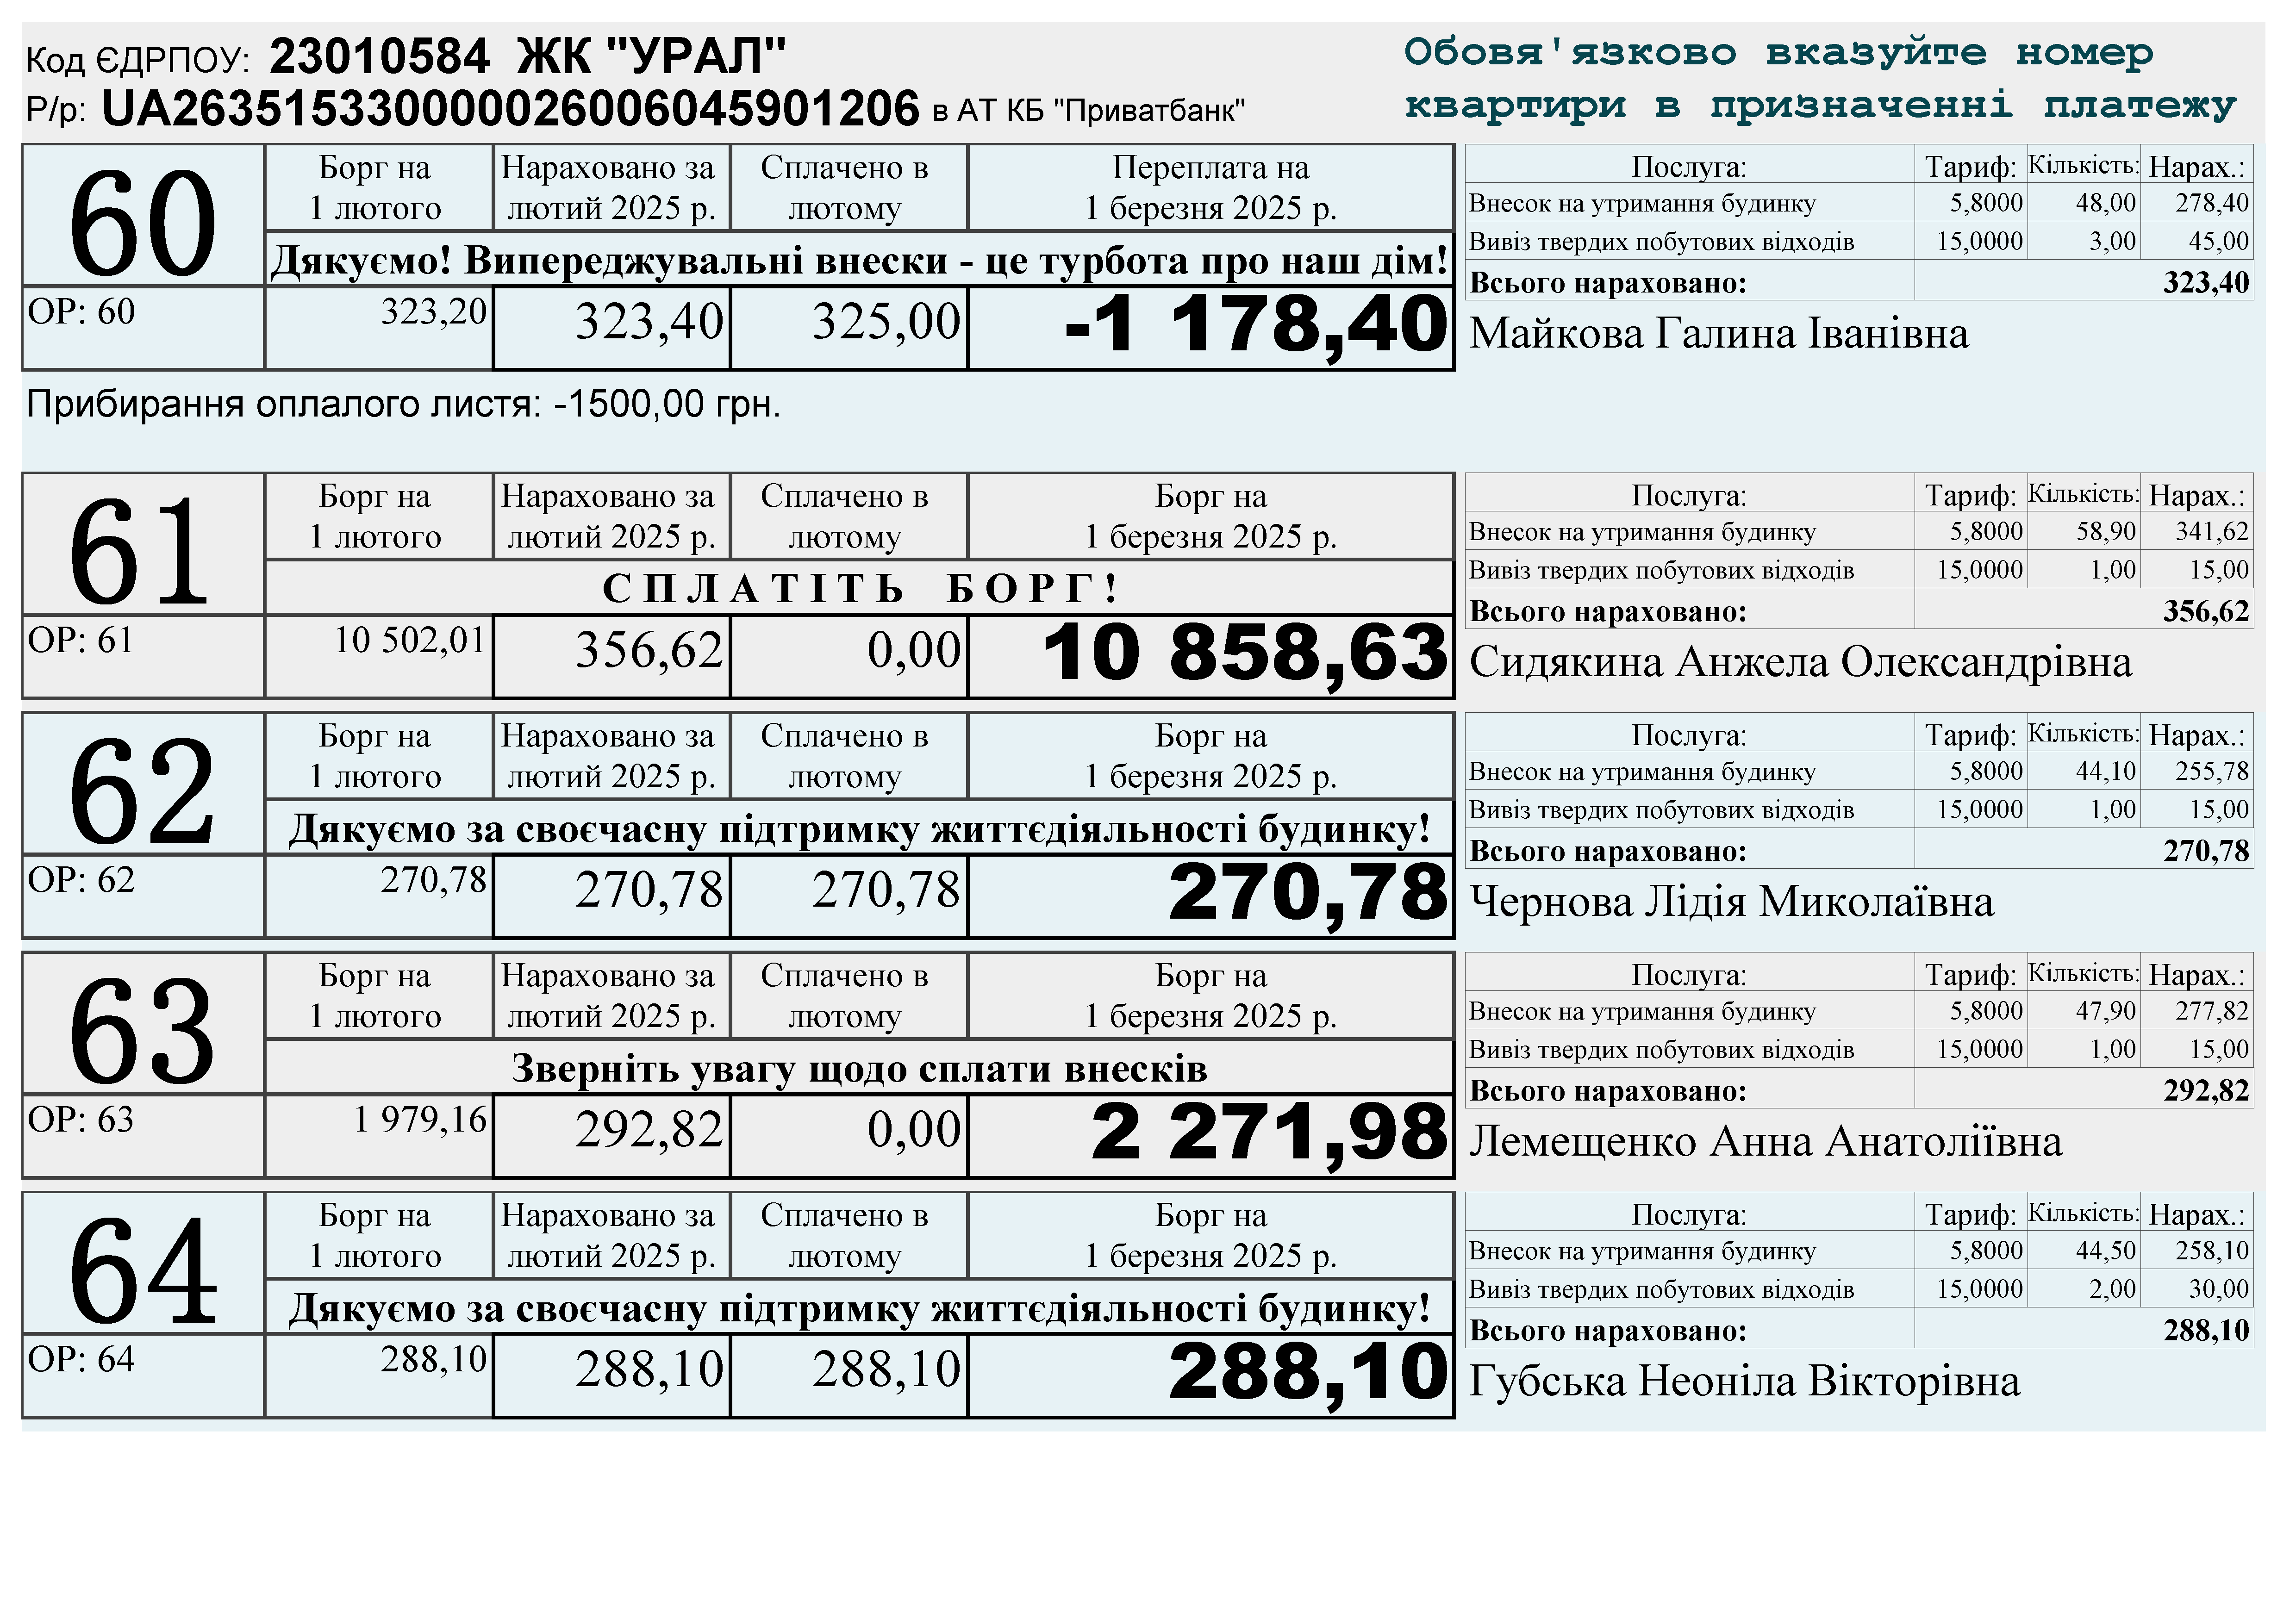 Код ЄДРПОУ: 23010584 ЖК "УРАЛ"
Р/р: UA263515330000026006045901206 в АТ КБ "Приватбанк"
Обовя'язково вказуйте номер
квартири в призначенні платежу
60
Борг на 1 лютого
Нараховано за лютий 2025 р.
Сплачено в лютому
Переплата на 1 березня 2025 р.
Дякуємо! Випереджувальні внески - це турбота про наш дім!
ОР: 60 323,20 323,40 325,00 -1 178,40
Послуга: Тариф: Кількість: Нарах.:
Внесок на утримання будинку 5,8000 48,00 278,40
Вивіз твердих побутових відходів 15,0000 3,00 45,00
Всього нараховано: 323,40
Майкова Галина Іванівна
Прибирання оплалого листя: -1500,00 грн.
61
Борг на 1 лютого
Нараховано за лютий 2025 р.
Сплачено в лютому
Борг на 1 березня 2025 р.
СПЛАТІТЬ БОРГ!
ОР: 61 10 502,01 356,62 0,00 10 858,63
Послуга: Тариф: Кількість: Нарах.:
Внесок на утримання будинку 5,8000 58,90 341,62
Вивіз твердих побутових відходів 15,0000 1,00 15,00
Всього нараховано: 356,62
Сидякина Анжела Олександрівна
62
Борг на 1 лютого
Нараховано за лютий 2025 р.
Сплачено в лютому
Борг на 1 березня 2025 р.
Дякуємо за своєчасну підтримку життєдіяльності будинку!
ОР: 62 270,78 270,78 270,78 270,78
Послуга: Тариф: Кількість: Нарах.:
Внесок на утримання будинку 5,8000 44,10 255,78
Вивіз твердих побутових відходів 15,0000 1,00 15,00
Всього нараховано: 270,78
Чернова Лідія Миколаївна
63
Борг на 1 лютого
Нараховано за лютий 2025 р.
Сплачено в лютому
Борг на 1 березня 2025 р.
Зверніть увагу щодо сплати внесків
ОР: 63 1 979,16 292,82 0,00 2 271,98
Послуга: Тариф: Кількість: Нарах.:
Внесок на утримання будинку 5,8000 47,90 277,82
Вивіз твердих побутових відходів 15,0000 1,00 15,00
Всього нараховано: 292,82
Лемещенко Анна Анатоліївна
64
Борг на 1 лютого
Нараховано за лютий 2025 р.
Сплачено в лютому
Борг на 1 березня 2025 р.
Дякуємо за своєчасну підтримку життєдіяльності будинку!
ОР: 64 288,10 288,10 288,10 288,10
Послуга: Тариф: Кількість: Нарах.:
Внесок на утримання будинку 5,8000 44,50 258,10
Вивіз твердих побутових відходів 15,0000 2,00 30,00
Всього нараховано: 288,10
Губська Неоніла Вікторівна